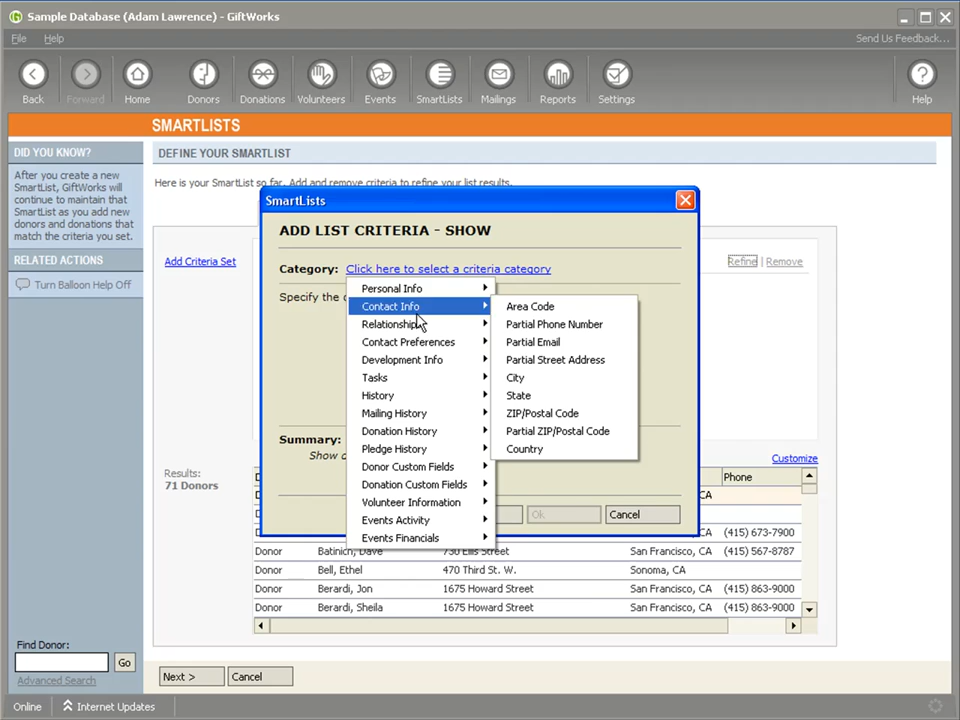 Sample Database (Adam Lawrence) - GiftWorks
File Help Send Us Feedback...
Back Forward Home Donors Donations Volunteers Events SmartLists Mailings Reports Settings Help
SMARTLISTS
DID YOU KNOW?
After you create a new
SmartList, GiftWorks will
continue to maintain that
SmartList as you add new
donors and donations that
match the criteria you set.
RELATED ACTIONS
Turn Balloon Help Off
Find Donor:
Go
Advanced Search
DEFINE YOUR SMARTLIST
Here is your SmartList so far. Add and remove criteria to refine your list results.
Add Criteria Set
Refine | Remove
SmartLists
ADD LIST CRITERIA - SHOW
Category: Click here to select a criteria category
Specify the
Personal Info
Contact Info
Relationship
Contact Preferences
Development Info
Tasks
History
Mailing History
Donation History
Pledge History
Donor Custom Fields
Donation Custom Fields
Volunteer Information
Events Activity
Events Financials
Area Code
Partial Phone Number
Partial Email
Partial Street Address
City
State
ZIP/Postal Code
Partial ZIP/Postal Code
Country
Summary:
Show
Ok Cancel
Customize
Results:
71 Donors
Phone
CA
CA (415) 673-7900
Donor Batinich, Dave 730 Ellis Street San Francisco, CA (415) 567-8787
Donor Bell, Ethel 470 Third St. W. Sonoma, CA
Donor Berardi, Jon 1675 Howard Street San Francisco, CA (415) 863-9000
Donor Berardi, Sheila 1675 Howard Street San Francisco, CA (415) 863-9000
Next > Cancel
Online Internet Updates